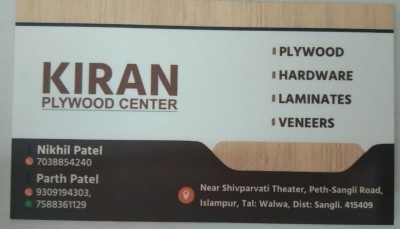 KIRAN
PLYWOOD CENTER
PLYWOOD
HARDWARE
LAMINATES
VENEERS
Nikhil Patel
7038854240
Parth Patel
9309194303,
7588361129
Near Shivparvati Theater, Peth-Sangli Road,
Islampur, Tal: Walwa, Dist: Sangli. 415409